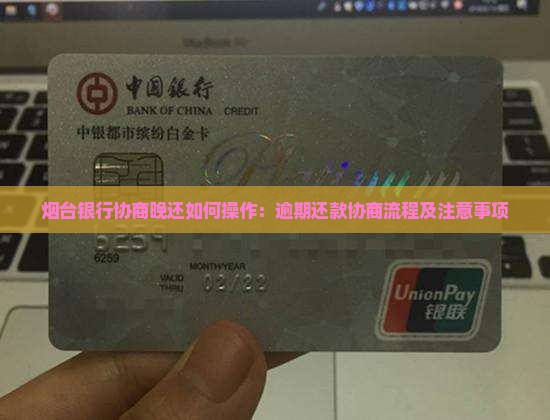 中国银行
BANK OF CHINA CREDIT
中银都市缤纷白金卡
Platinum
烟台银行协商晚还如何操作：逾期还款协商流程及注意事项
6259
6259
MONTH/YEAR
VALID THRU 02/22
UnionPay
银联